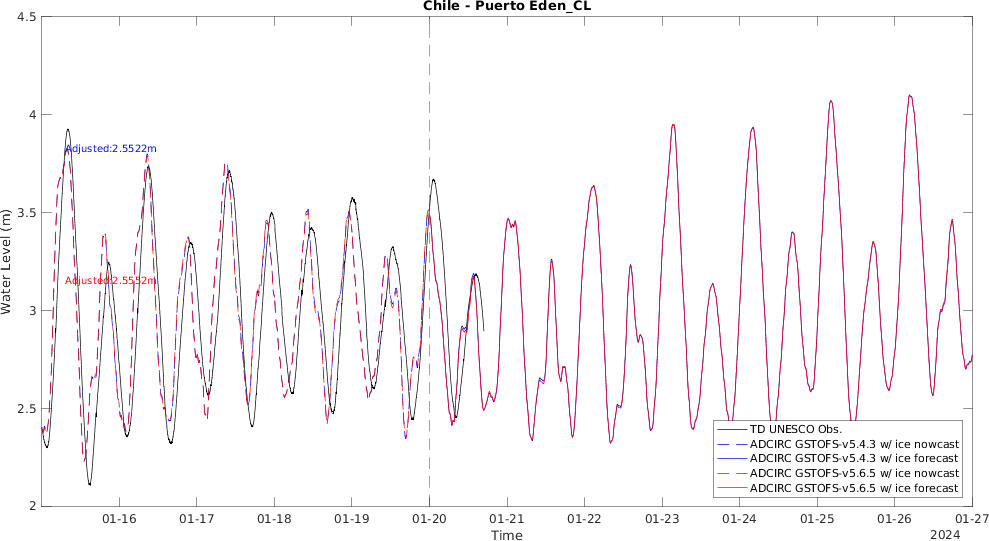 Chile - Puerto Eden_CL
4.5
4
3.5
3
2.5
2
Water Level (m)
Adjusted:2.5522m
Adjusted:2.5552m
TD UNESCO Obs.
ADCIRC GSTOFS-v5.4.3 w/ ice nowcast
ADCIRC GSTOFS-v5.4.3 w/ ice forecast
ADCIRC GSTOFS-v5.6.5 w/ ice nowcast
ADCIRC GSTOFS-v5.6.5 w/ ice forecast
01-16 01-17 01-18 01-19 01-20 01-21 01-22 01-23 01-24 01-25 01-26 01-27
Time
2024